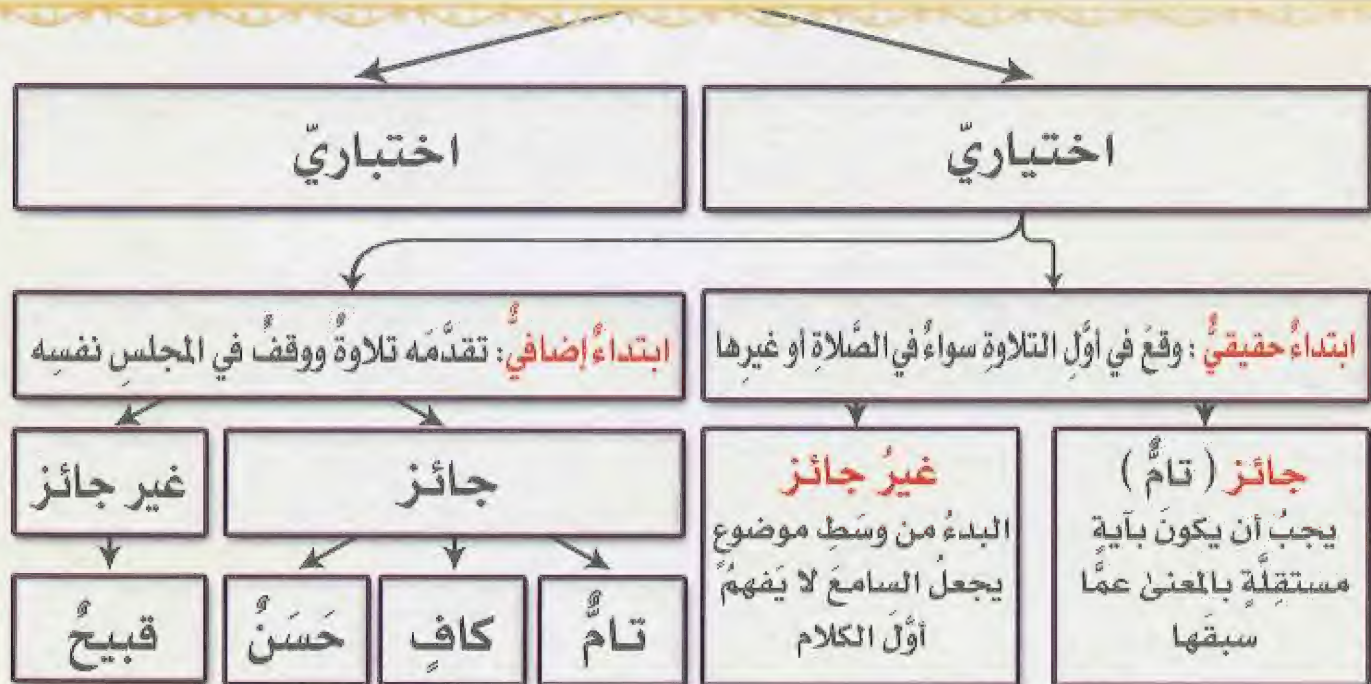 اختياريّ
اختباريّ
ابتداءٌ حقيقيٌّ : وقعَ في أوَّلِ التلاوةِ سواءٌ في الصَّلاةِ أو غيرِها
ابتداءٌ إضافيٌّ: تقدَّمَه تلاوةٌ ووقفٌ في المجلسِ نفسِه
جائز ( تامٌّ )
يجبُ أن يكونَ بآيةٍ
مستقِلَّةٍ بالمعنىٰ عمَّا
سبقَها
غيرُ جائز
البدءُ من وسَطِ موضوعٍ
يجعلُ السامعَ لا يَفهمُ
أوَّلَ الكلام
جائز
غير جائز
تامٌّ
كافٍ
حَسَنٌ
قبيحٌ